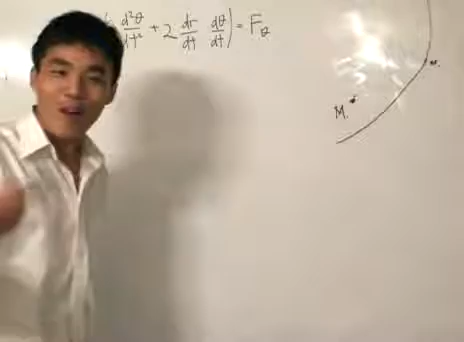 d²θ/dt² + 2 dr/dt dθ/dt) = F_θ
M.
m.